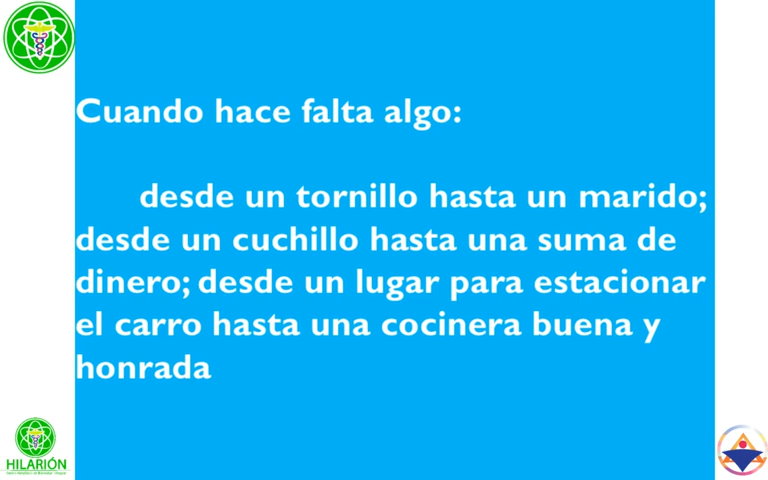 Cuando hace falta algo:
desde un tornillo hasta un marido;
desde un cuchillo hasta una suma de
dinero; desde un lugar para estacionar
el carro hasta una cocinera buena y
honrada
HILARIÓN